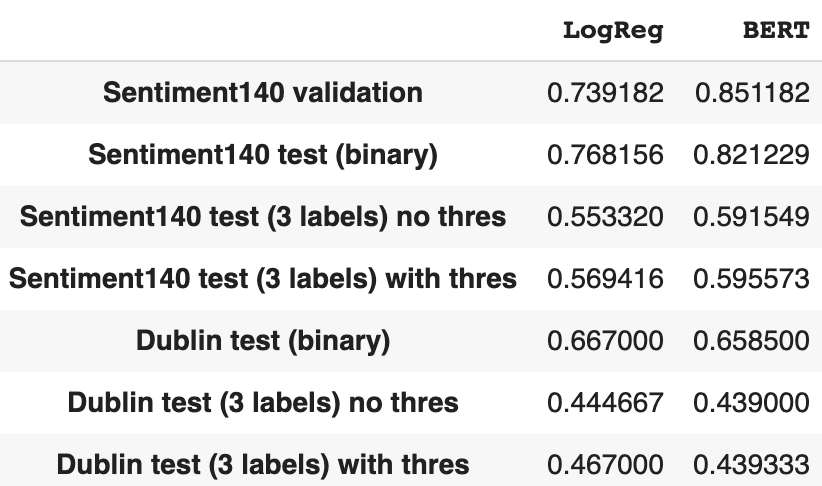 LogReg BERT
Sentiment140 validation 0.739182 0.851182
Sentiment140 test (binary) 0.768156 0.821229
Sentiment140 test (3 labels) no thres 0.553320 0.591549
Sentiment140 test (3 labels) with thres 0.569416 0.595573
Dublin test (binary) 0.667000 0.658500
Dublin test (3 labels) no thres 0.444667 0.439000
Dublin test (3 labels) with thres 0.467000 0.439333